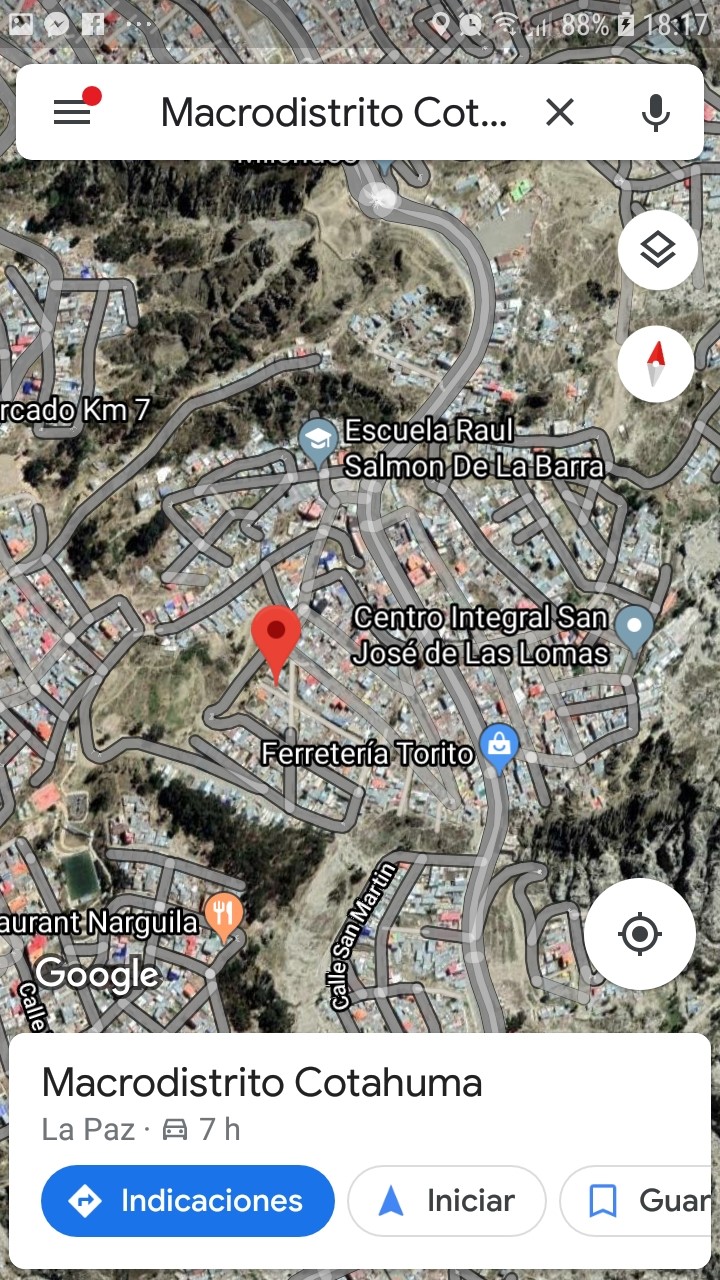 88% 18:17
Macrodistrito Cot...
rcado Km 7
Escuela Raul
Salmon De La Barra
Centro Integral San
José de Las Lomas
Ferretería Torito
Calle San Martin
aurant Narguila
Google
Calle
Macrodistrito Cotahuma
La Paz · 7 h
Indicaciones
Iniciar
Guar